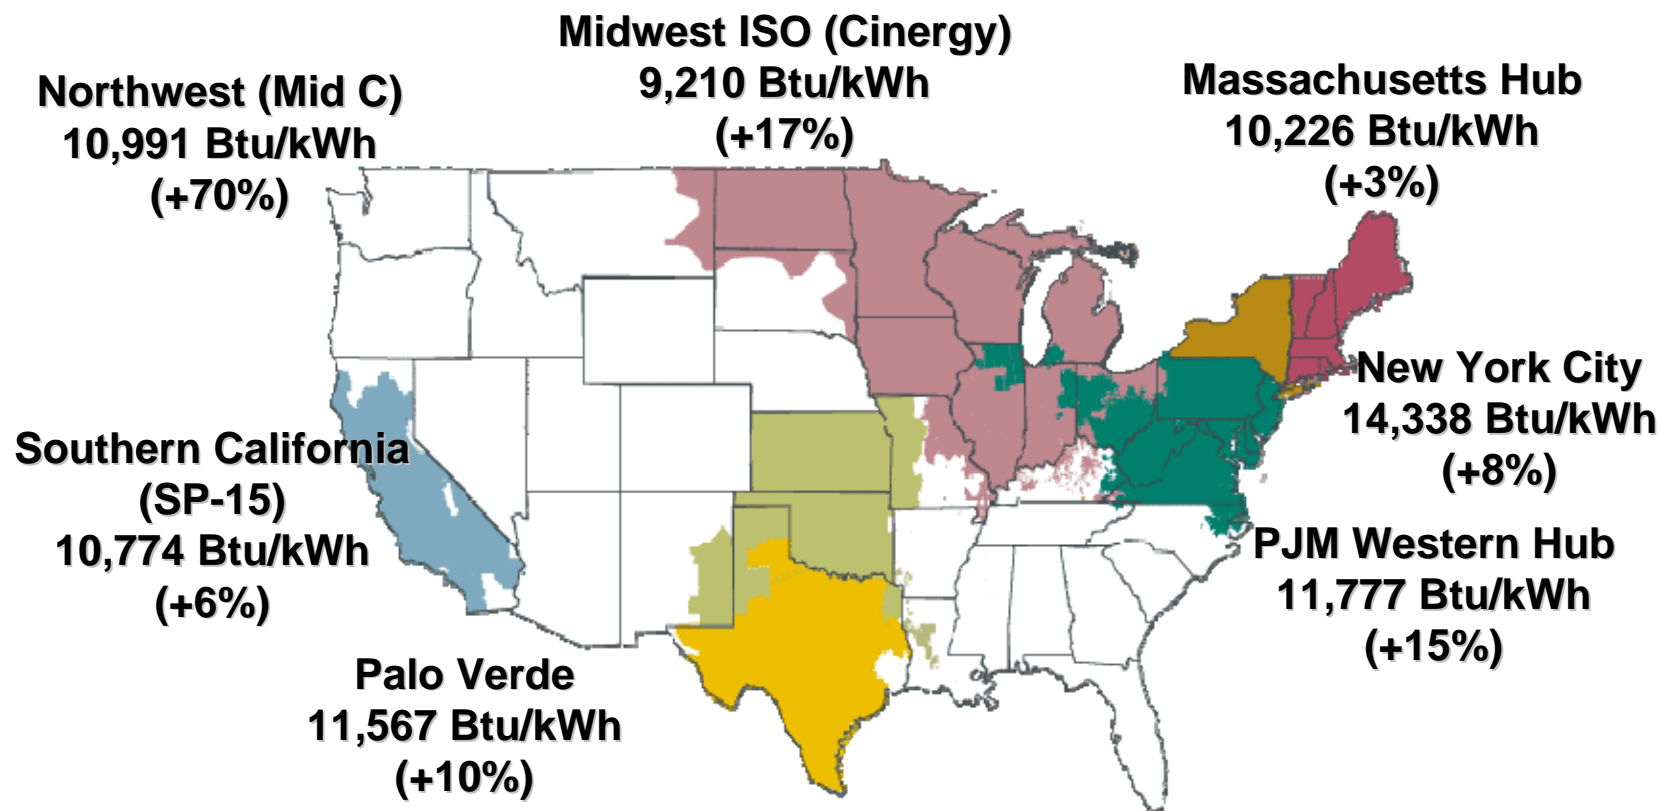 Midwest ISO (Cinergy)
9,210 Btu/kWh
(+17%)
Northwest (Mid C)
10,991 Btu/kWh
(+70%)
Massachusetts Hub
10,226 Btu/kWh
(+3%)
New York City
14,338 Btu/kWh
(+8%)
Southern California
(SP-15)
10,774 Btu/kWh
(+6%)
PJM Western Hub
11,777 Btu/kWh
(+15%)
Palo Verde
11,567 Btu/kWh
(+10%)